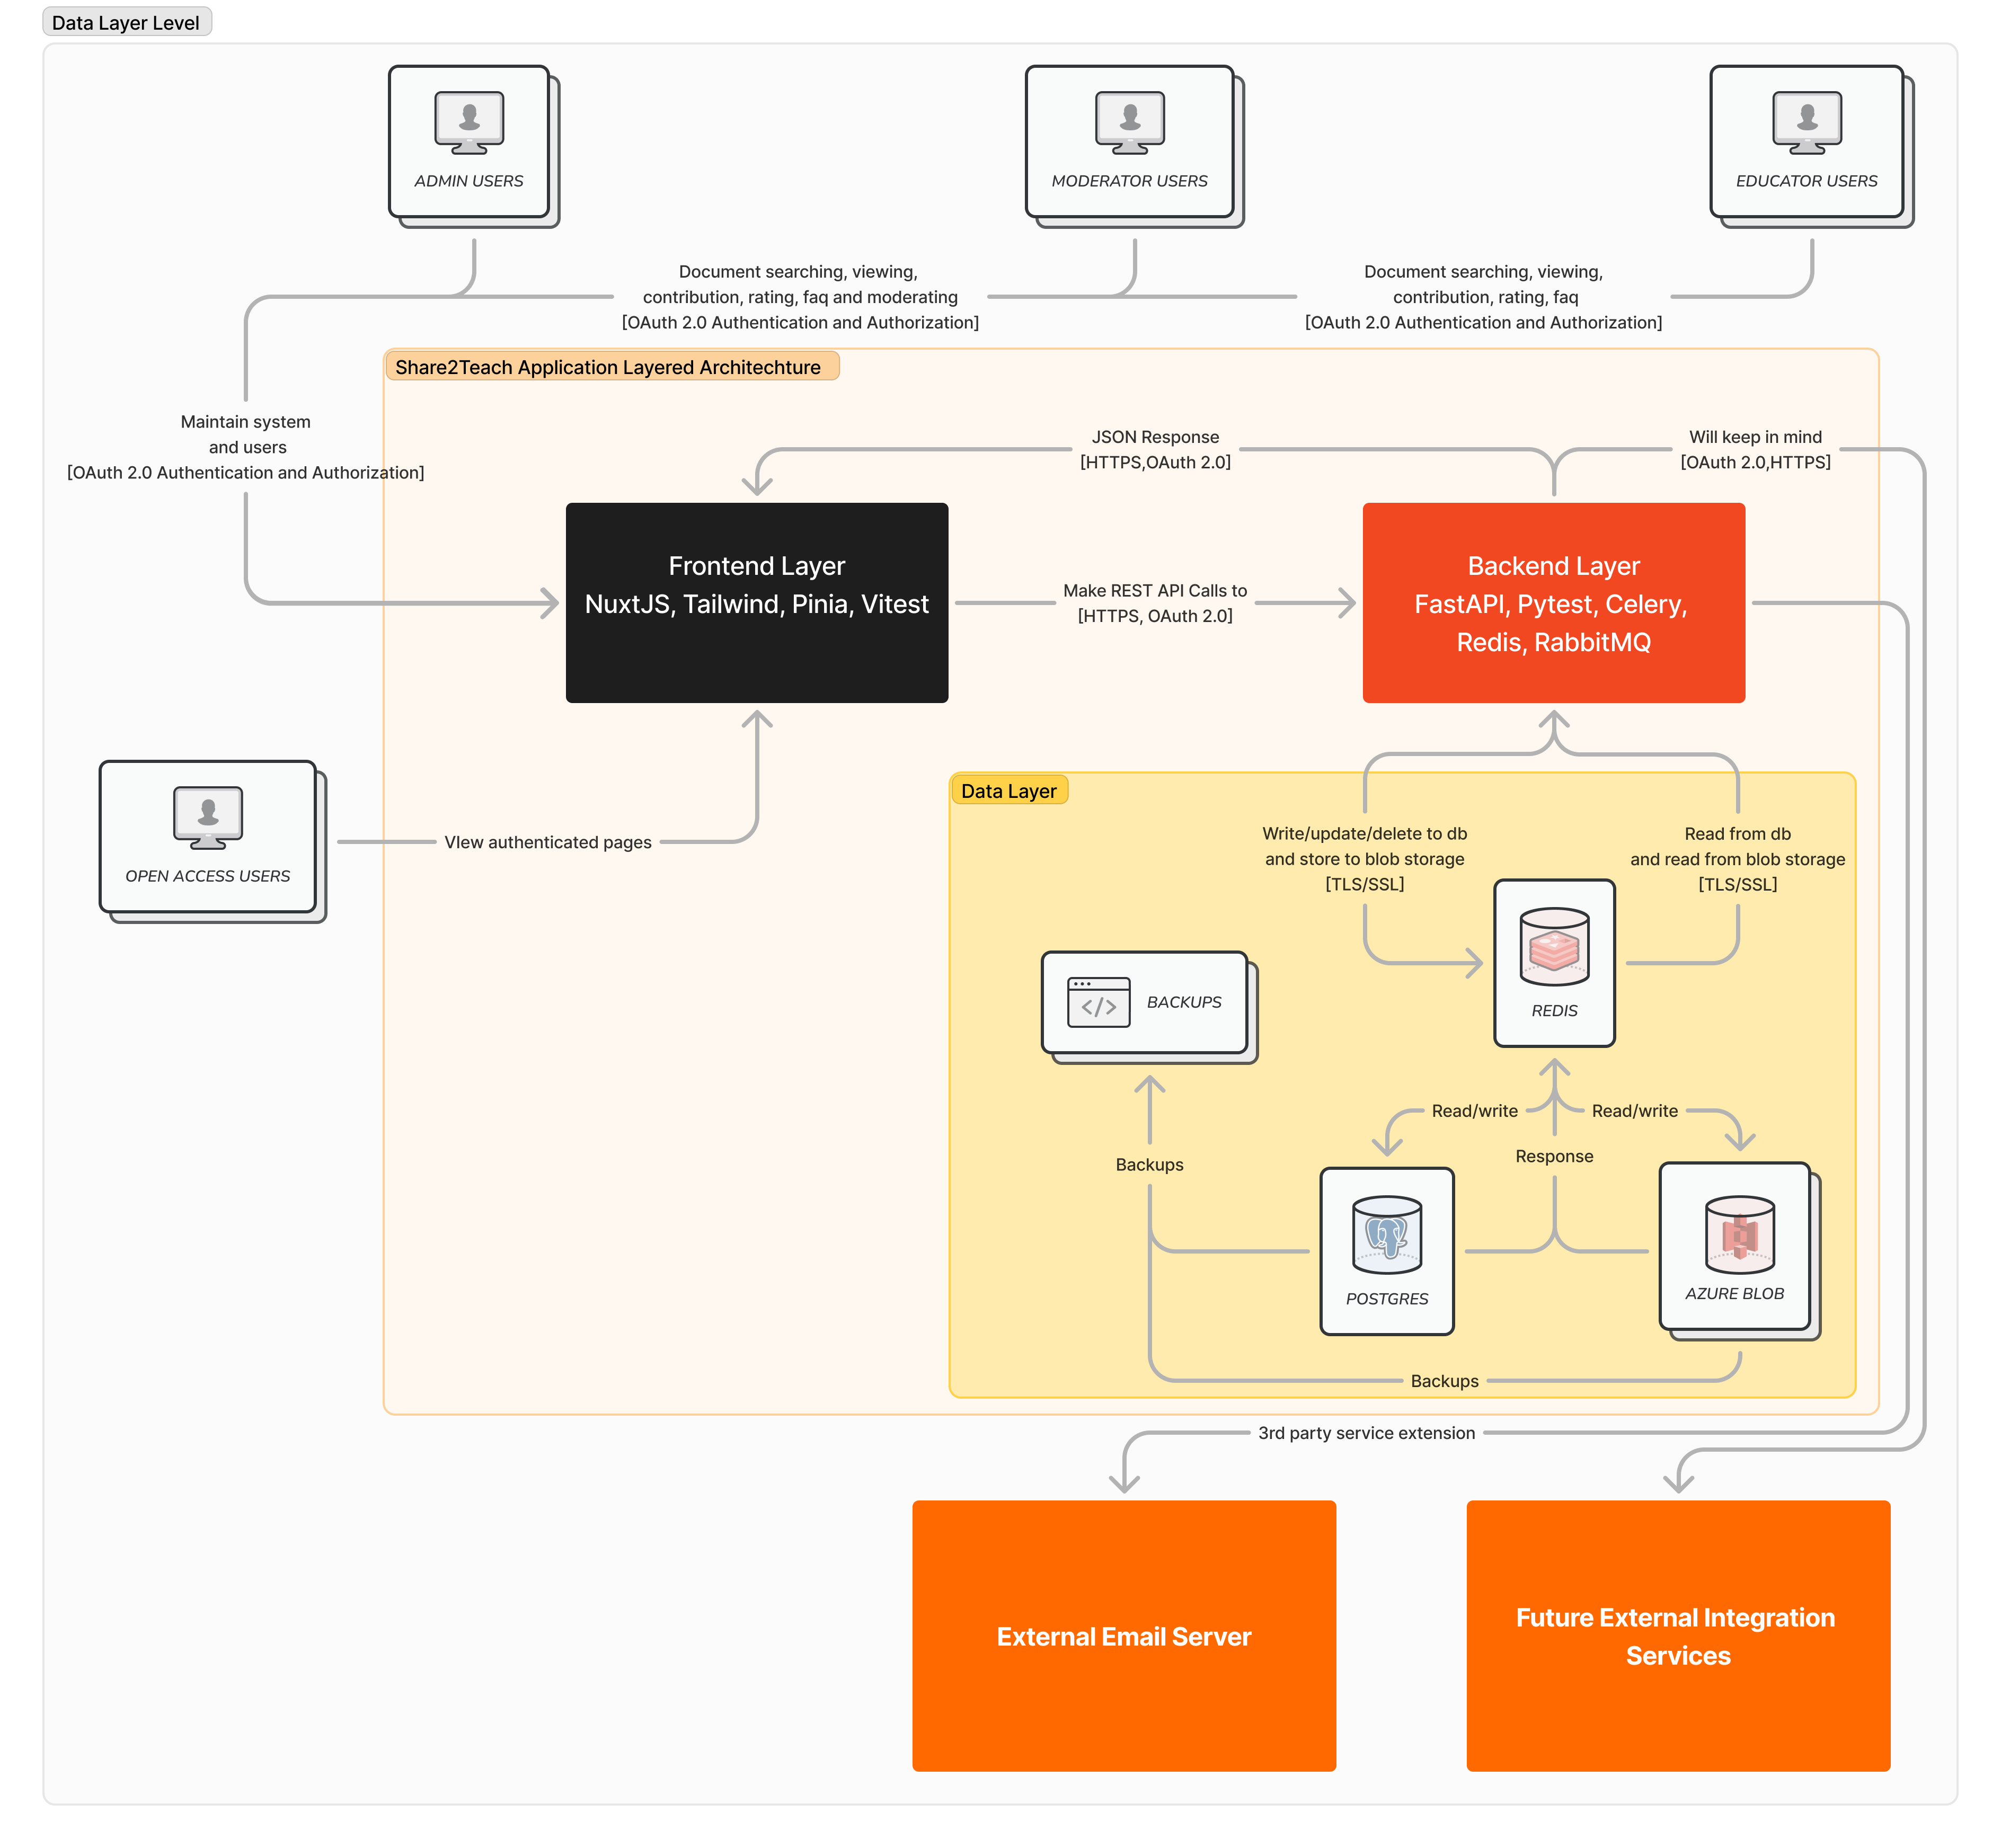 Data Layer Level
ADMIN USERS
MODERATOR USERS
EDUCATOR USERS
Document searching, viewing,
contribution, rating, faq and moderating
[OAuth 2.0 Authentication and Authorization]
Document searching, viewing,
contribution, rating, faq
[OAuth 2.0 Authentication and Authorization]
Share2Teach Application Layered Architechture
Maintain system
and users
[OAuth 2.0 Authentication and Authorization]
JSON Response
[HTTPS,OAuth 2.0]
Will keep in mind
[OAuth 2.0,HTTPS]
Frontend Layer
NuxtJS, Tailwind, Pinia, Vitest
Make REST API Calls to
[HTTPS, OAuth 2.0]
Backend Layer
FastAPI, Pytest, Celery,
Redis, RabbitMQ
OPEN ACCESS USERS
VIew authenticated pages
Data Layer
Write/update/delete to db
and store to blob storage
[TLS/SSL]
Read from db
and read from blob storage
[TLS/SSL]
</> BACKUPS
REDIS
Read/write
Read/write
Backups
Response
POSTGRES
AZURE BLOB
Backups
3rd party service extension
External Email Server
Future External Integration
Services